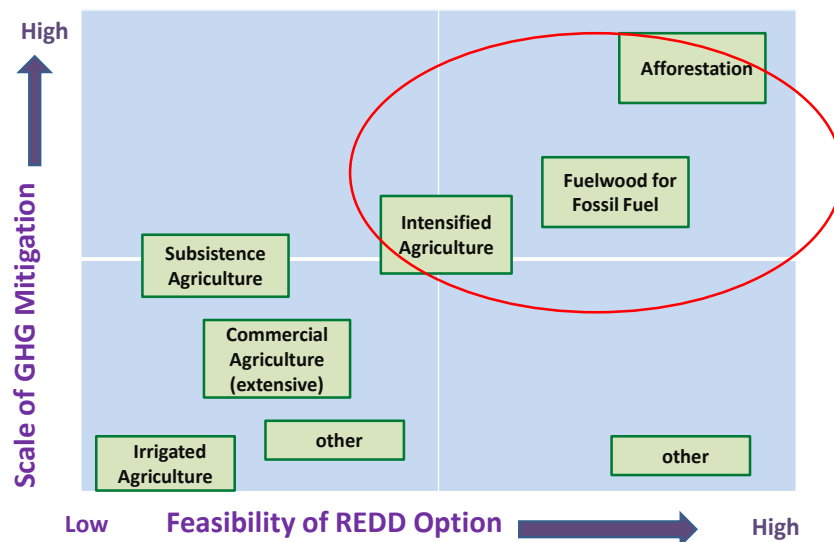 High
Scale of GHG Mitigation
Afforestation
Fuelwood for
Fossil Fuel
Intensified
Agriculture
Subsistence
Agriculture
Commercial
Agriculture
(extensive)
other
Irrigated
Agriculture
other
Low
Feasibility of REDD Option
High